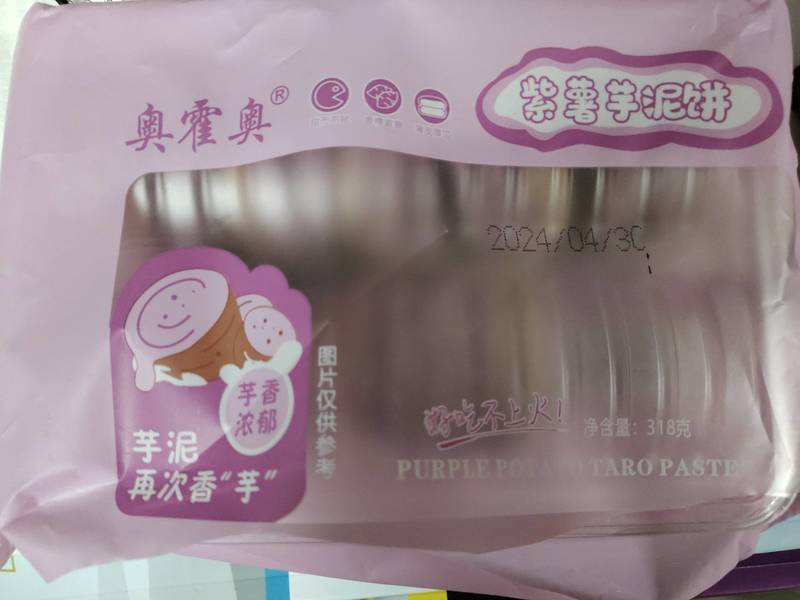 奥霍奥®
紫薯芋泥饼
2024/04/30
芋香
浓郁
芋泥
再次香“芋”
图片仅供参考
好吃不上火!
净含量:318克
PURPLE POTATO TARO PASTE